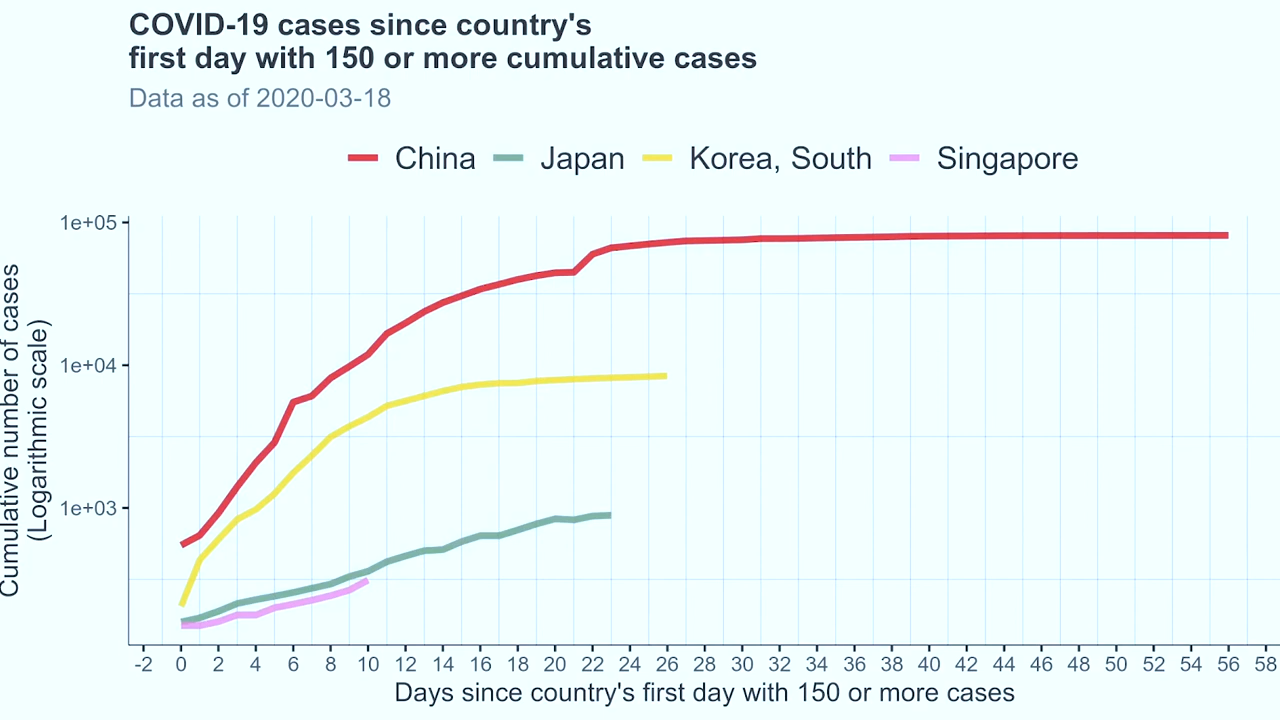 COVID-19 cases since country's
first day with 150 or more cumulative cases
Data as of 2020-03-18
China Japan Korea, South Singapore
Cumulative number of cases
(Logarithmic scale)
1e+05
1e+04
1e+03
-2 0 2 4 6 8 10 12 14 16 18 20 22 24 26 28 30 32 34 36 38 40 42 44 46 48 50 52 54 56 58
Days since country's first day with 150 or more cases